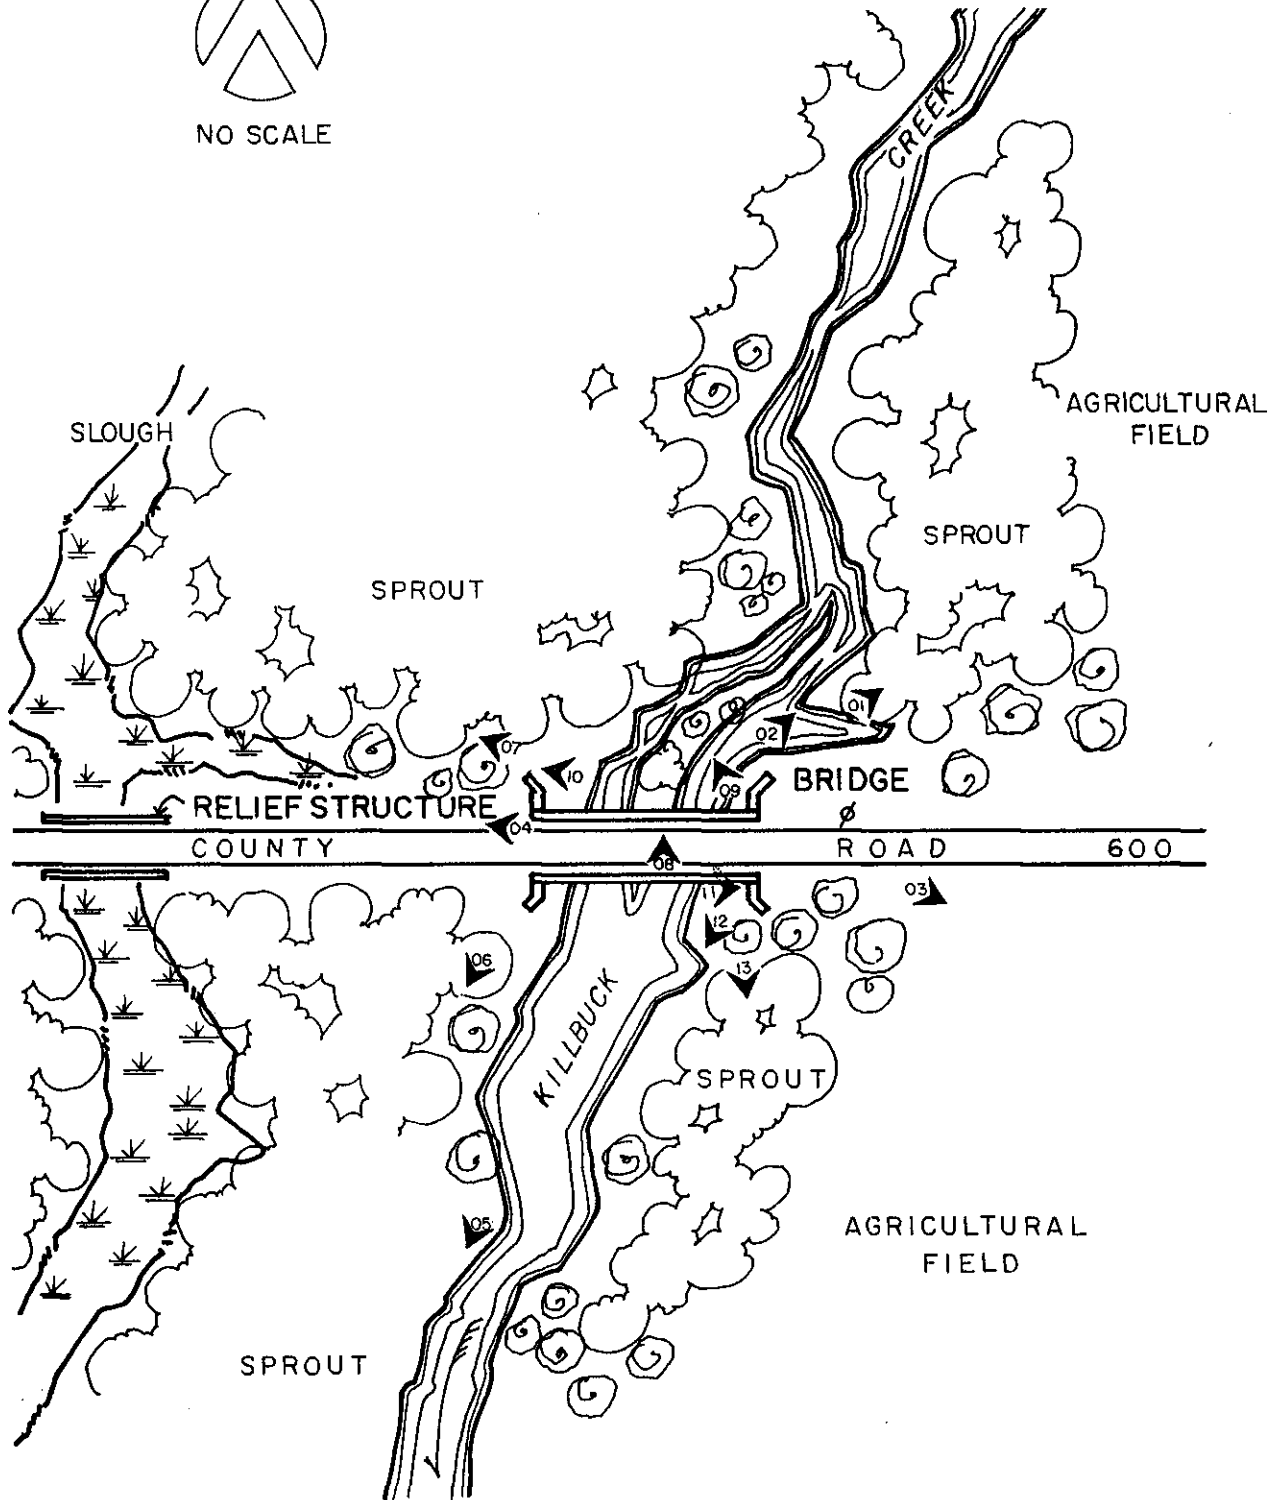 NO SCALE
CREEK
AGRICULTURAL
FIELD
SLOUGH
SPROUT
SPROUT
01
02
07
10
BRIDGE
09
RELIEF STRUCTURE
04
COUNTY ROAD 600
08
11
03
12
06
13
KILLBUCK
SPROUT
05
AGRICULTURAL
FIELD
SPROUT